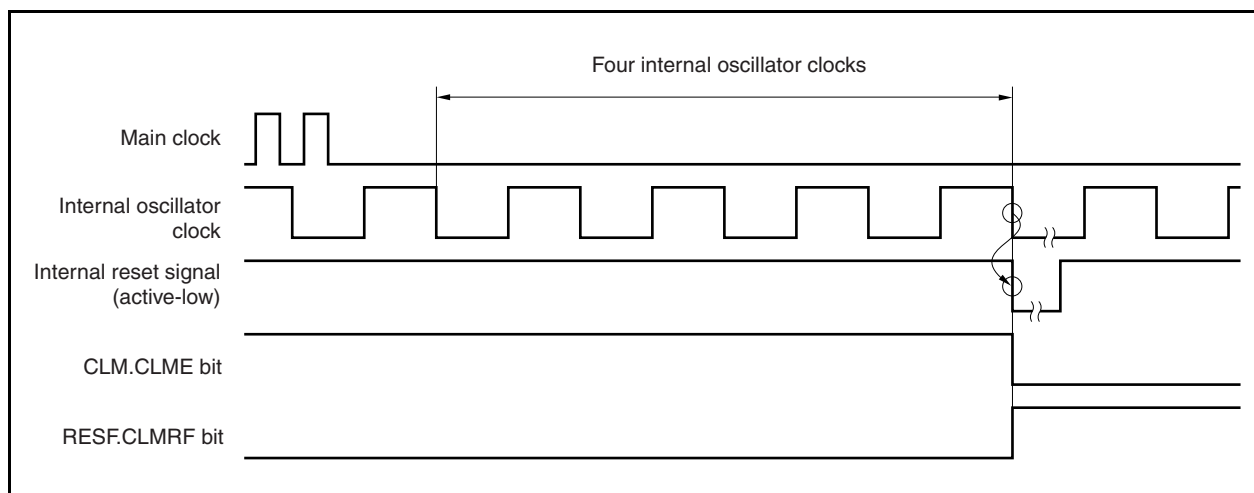 Four internal oscillator clocks
Main clock
Internal oscillator
clock
Internal reset signal
(active-low)
CLM.CLME bit
RESF.CLMRF bit